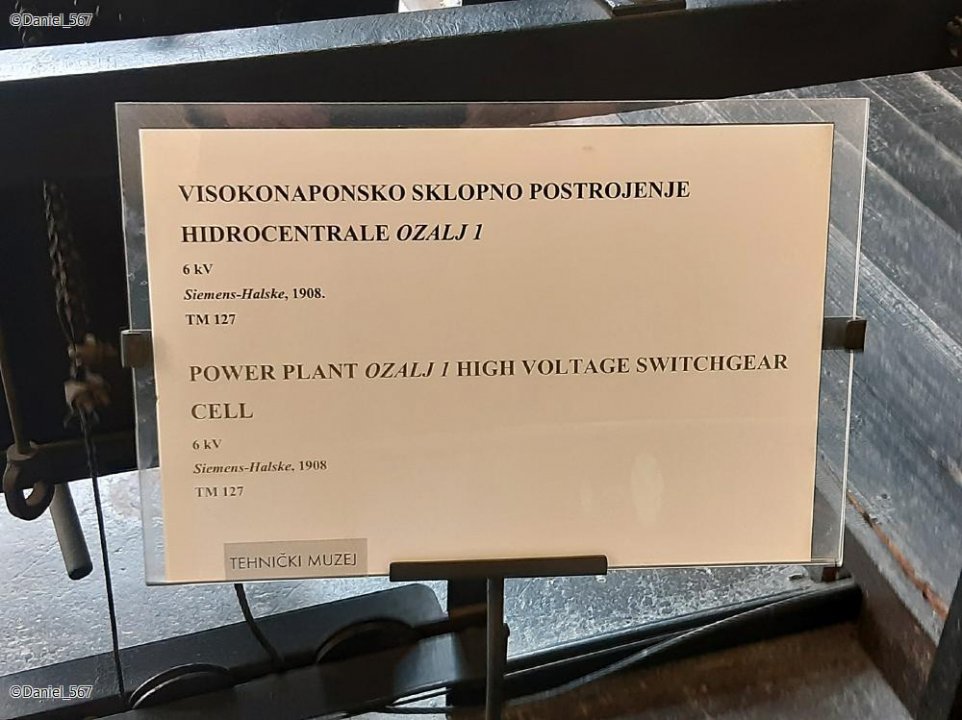 ©Daniel_567
VISOKONAPONSKO SKLOPNO POSTROJENJE
HIDROCENTRALE OZALJ 1
6 kV
Siemens-Halske, 1908.
TM 127
POWER PLANT OZALJ 1 HIGH VOLTAGE SWITCHGEAR
CELL
6 kV
Siemens-Halske, 1908
TM 127
TEHNIČKI MUZEJ
©Daniel_567